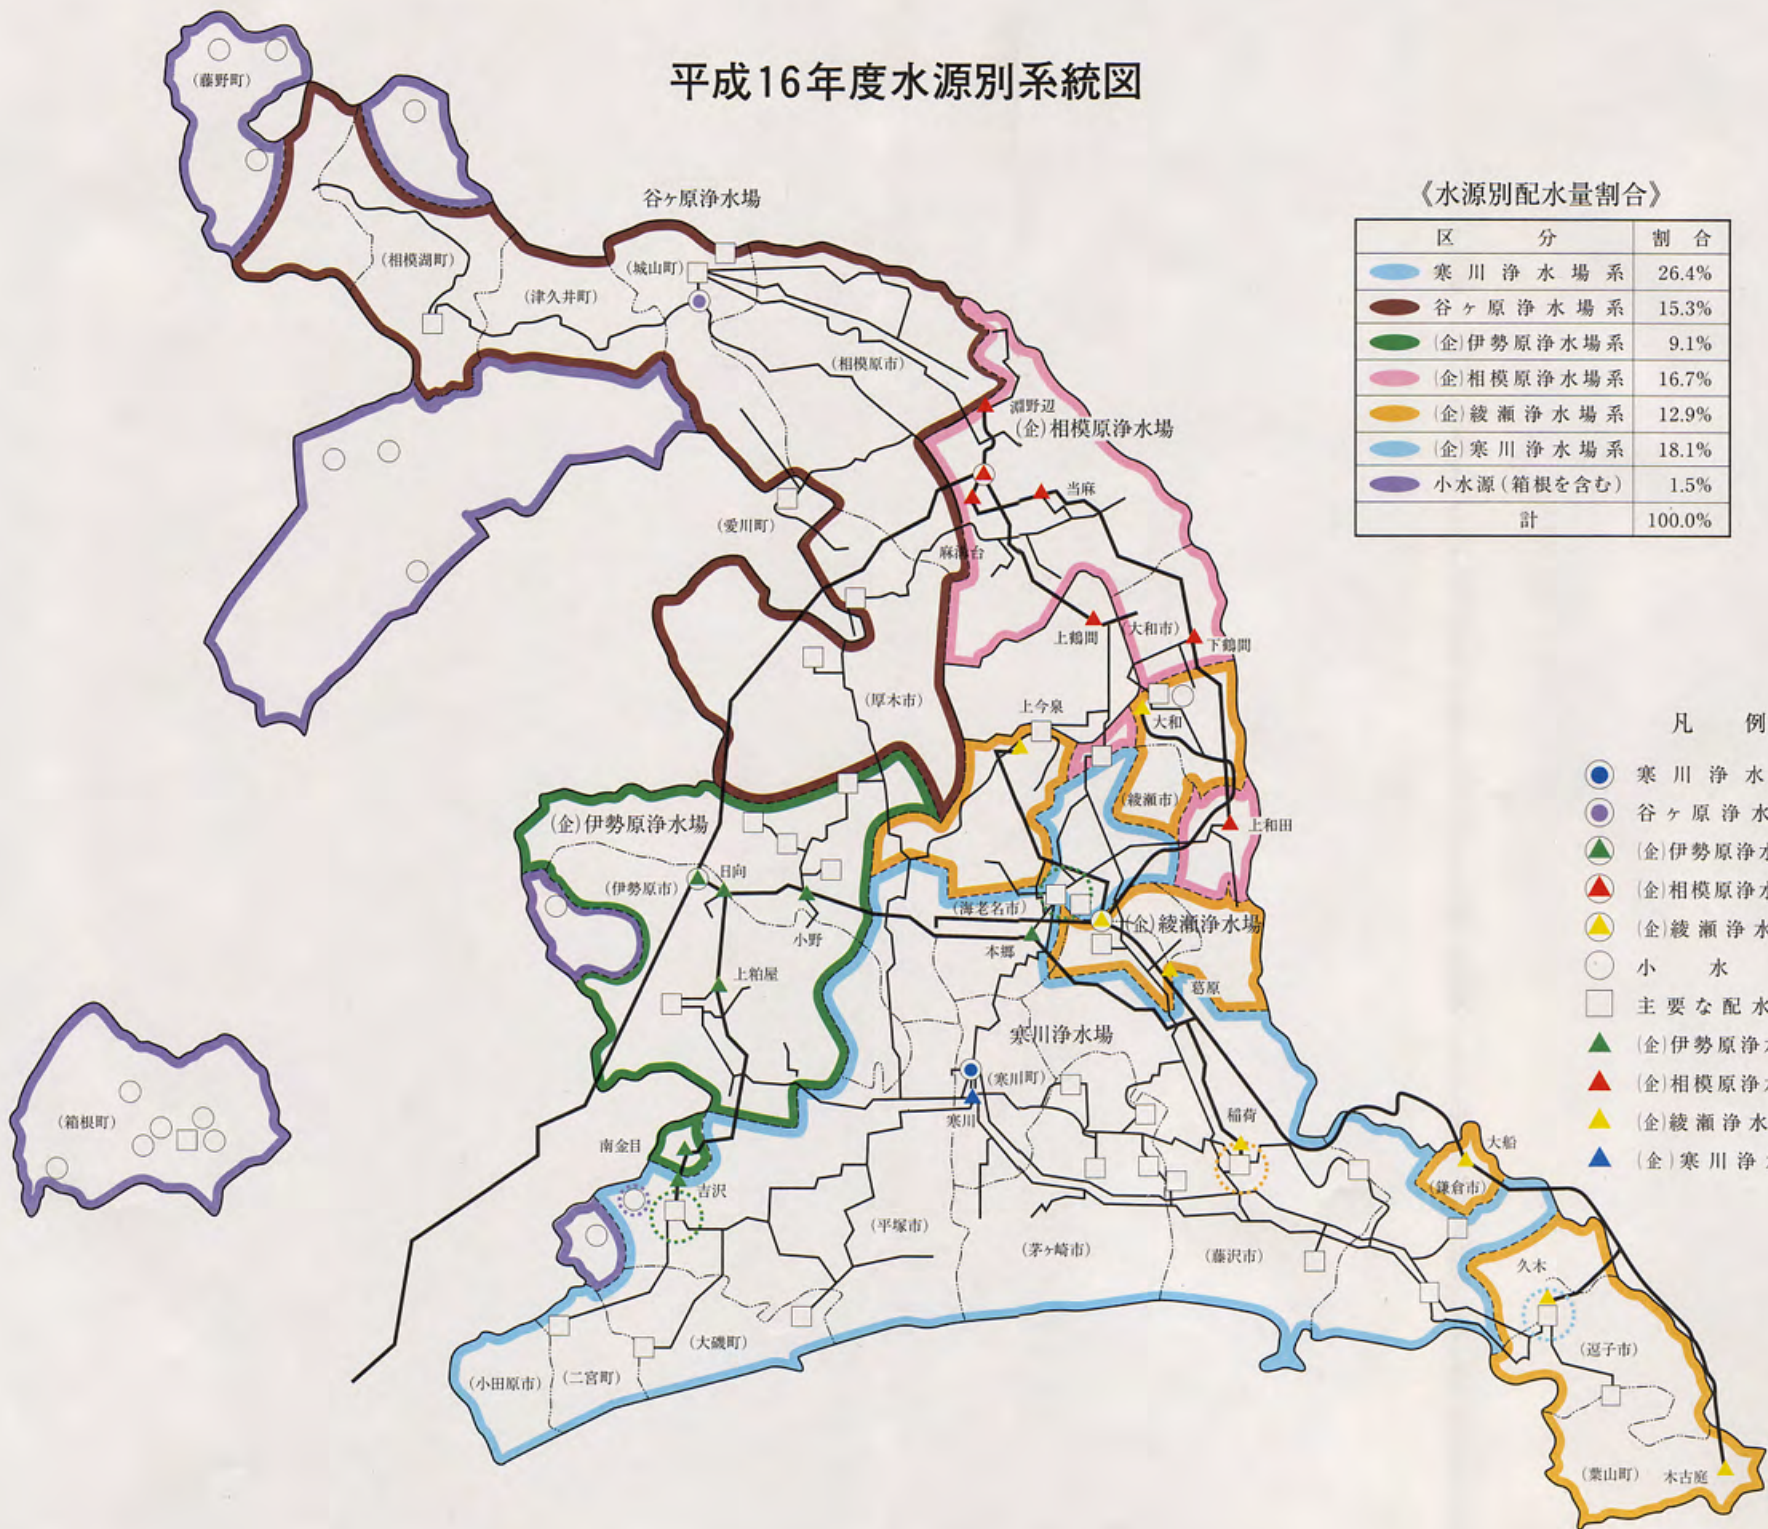 平成16年度水源別系統図
《水源別配水量割合》
区 分 割 合
寒川浄水場系 26.4%
谷ヶ原浄水場系 15.3%
(企)伊勢原浄水場系 9.1%
(企)相模原浄水場系 16.7%
(企)綾瀬浄水場系 12.9%
(企)寒川浄水場系 18.1%
小水源(箱根を含む) 1.5%
計 100.0%
凡 例
寒川浄水
谷ヶ原浄水
(企)伊勢原浄水
(企)相模原浄水
(企)綾瀬浄水
小 水
主要な配水
(企)伊勢原浄水
(企)相模原浄水
(企)綾瀬浄水
(企)寒川浄水
(藤野町)
谷ヶ原浄水場
(相模湖町)
(城山町)
(津久井町)
(相模原市)
淵野辺
(企)相模原浄水場
当麻
(愛川町)
麻溝台
上鶴間
(大和市)
下鶴間
(厚木市)
上今泉
大和
(綾瀬市)
上和田
(企)伊勢原浄水場
日向
(伊勢原市)
小野
(海老名市)
(企)綾瀬浄水場
本郷
上粕屋
葛原
寒川浄水場
(寒川町)
寒川
稲荷
(箱根町)
南金目
吉沢
大船
(鎌倉市)
(平塚市)
(茅ヶ崎市)
(藤沢市)
久木
(大磯町)
(逗子市)
(小田原市)
(二宮町)
(葉山町)
木古庭